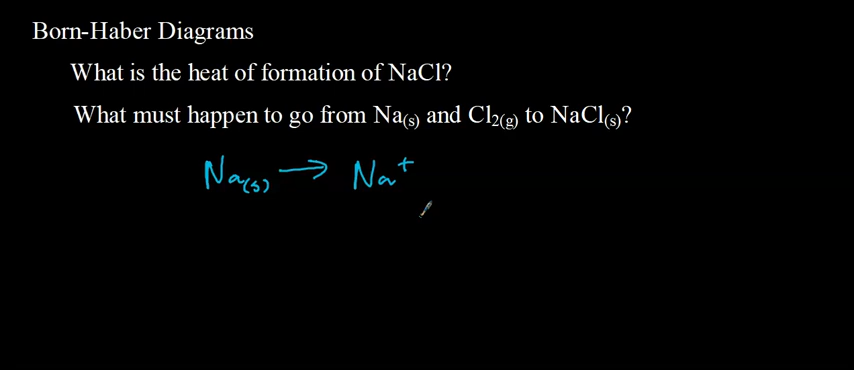 Born-Haber Diagrams
What is the heat of formation of NaCl?
What must happen to go from Na(s) and Cl2(g) to NaCl(s)?
Na(s) → Na+